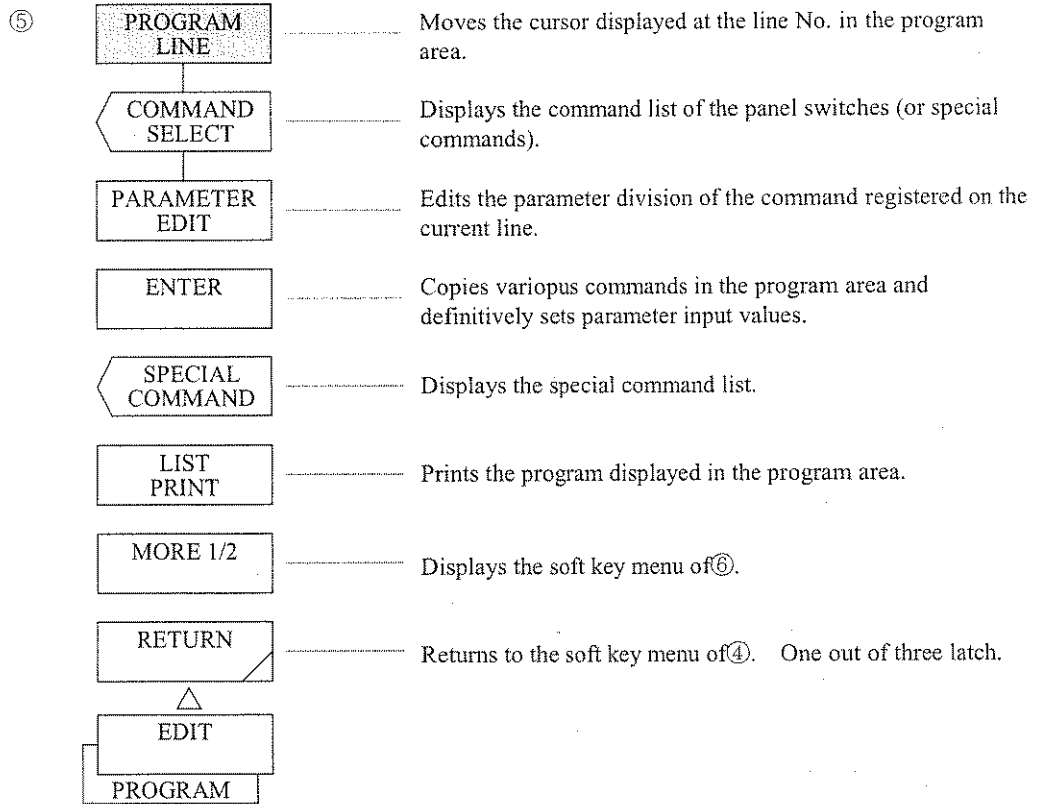 ⑤
PROGRAM
LINE
Moves the cursor displayed at the line No. in the program
area.
COMMAND
SELECT
Displays the command list of the panel switches (or special
commands).
PARAMETER
EDIT
Edits the parameter division of the command registered on the
current line.
ENTER
Copies variopus commands in the program area and
definitively sets parameter input values.
SPECIAL
COMMAND
Displays the special command list.
LIST
PRINT
Prints the program displayed in the program area.
MORE 1/2
Displays the soft key menu of⑥.
RETURN
Returns to the soft key menu of④. One out of three latch.
EDIT
PROGRAM